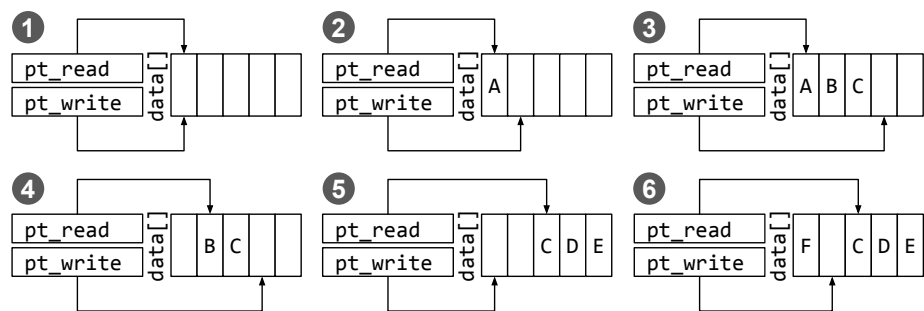 1
pt_read
pt_write
data[]
2
pt_read
pt_write
data[]
A
3
pt_read
pt_write
data[]
A B C
4
pt_read
pt_write
data[]
B C
5
pt_read
pt_write
data[]
C D E
6
pt_read
pt_write
data[]
F C D E